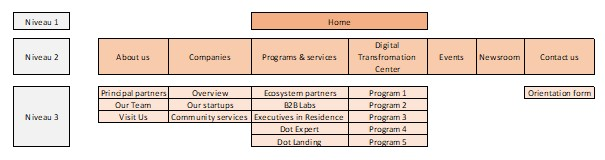 Niveau 1
Home
Niveau 2
About us
Companies
Programs & services
Digital
Transfromation
Center
Events
Newsroom
Contact us
Niveau 3
Principal partners
Overview
Ecosystem partners
Program 1
Orientation form
Our Team
Our startups
B2B Labs
Program 2
Visit Us
Community services
Executives in Residence
Program 3
Dot Expert
Program 4
Dot Landing
Program 5